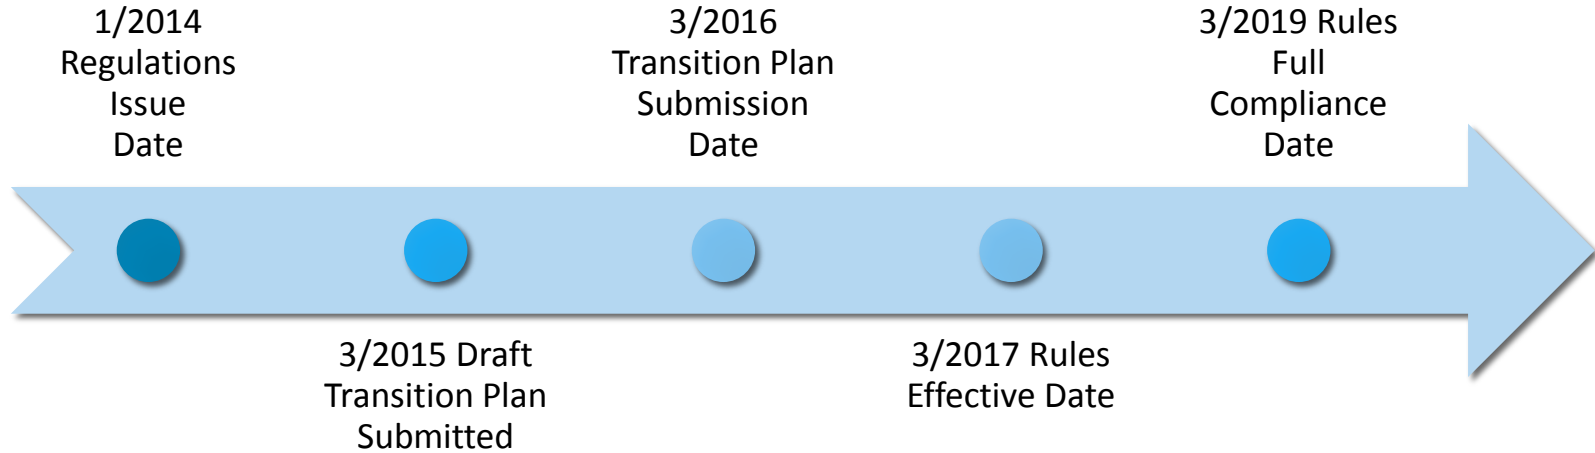 1/2014
Regulations
Issue
Date
3/2015 Draft
Transition Plan
Submitted
3/2016
Transition Plan
Submission
Date
3/2017 Rules
Effective Date
3/2019 Rules
Full
Compliance
Date